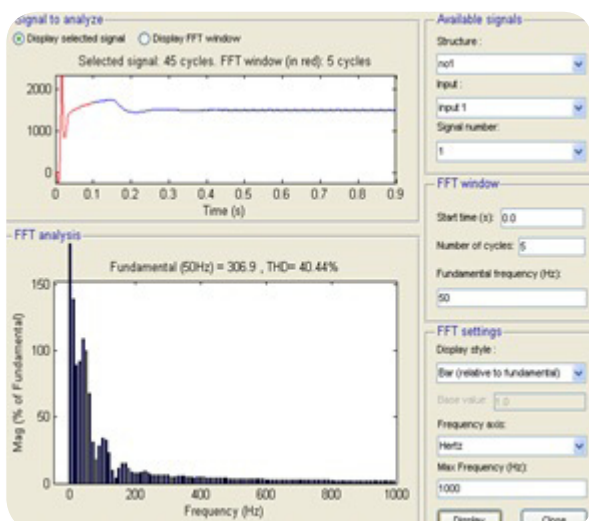 Signal to analyze
Display selected signal Display FFT window
Selected signal: 45 cycles. FFT window (in red): 5 cycles
2000
1000
0
0 0.1 0.2 0.3 0.4 0.5 0.6 0.7 0.8 0.9
Time (s)
FFT analysis
Fundamental (50Hz) = 306.9 , THD= 40.44%
150
100
50
0
Mag (% of Fundamental)
0 200 400 600 800 1000
Frequency (Hz)
Available signals
Structure :
no1
Input :
input 1
Signal number:
1
FFT window
Start time (s): 0.0
Number of cycles: 5
Fundamental frequency (Hz):
50
FFT settings
Display style :
Bar (relative to fundamental)
Base value: 1.0
Frequency axis:
Hertz
Max Frequency (Hz):
1000
Display Close